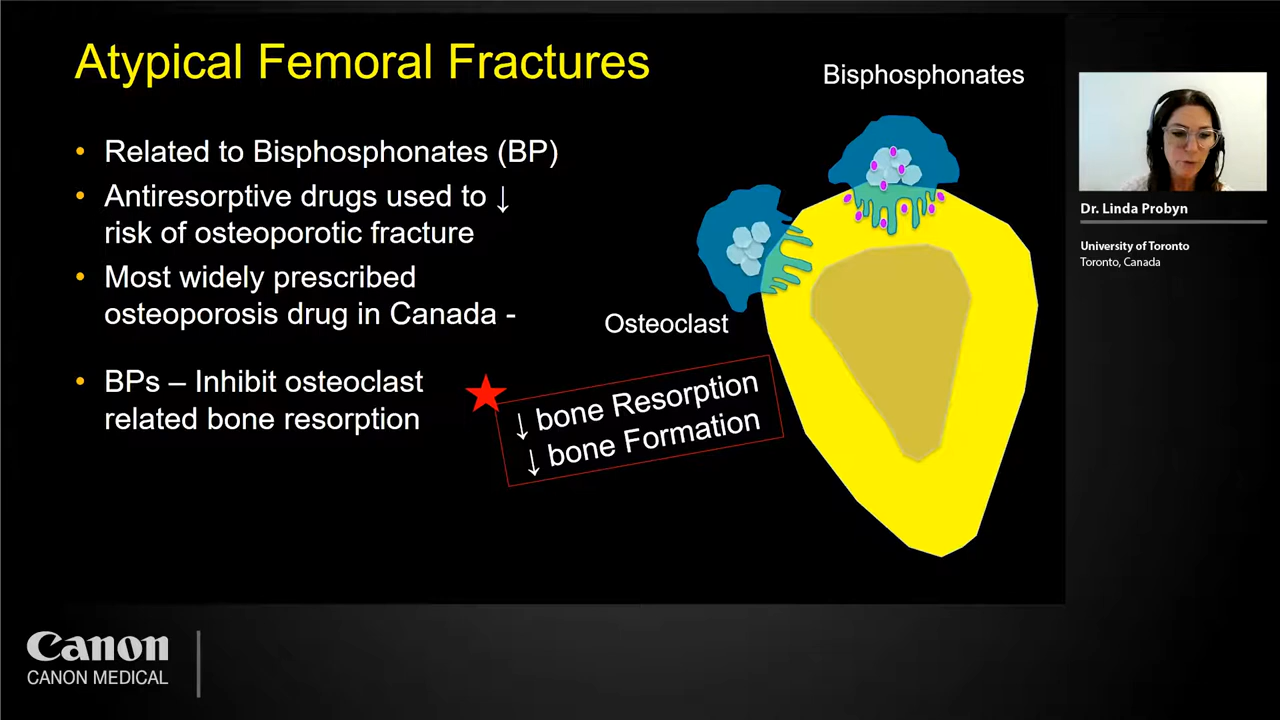 Atypical Femoral Fractures
Bisphosphonates
• Related to Bisphosphonates (BP)
• Antiresorptive drugs used to ↓
risk of osteoporotic fracture
• Most widely prescribed
osteoporosis drug in Canada -
• BPs – Inhibit osteoclast
related bone resorption
Osteoclast
↓ bone Resorption
↓ bone Formation
Dr. Linda Probyn
University of Toronto
Toronto, Canada
Canon
CANON MEDICAL